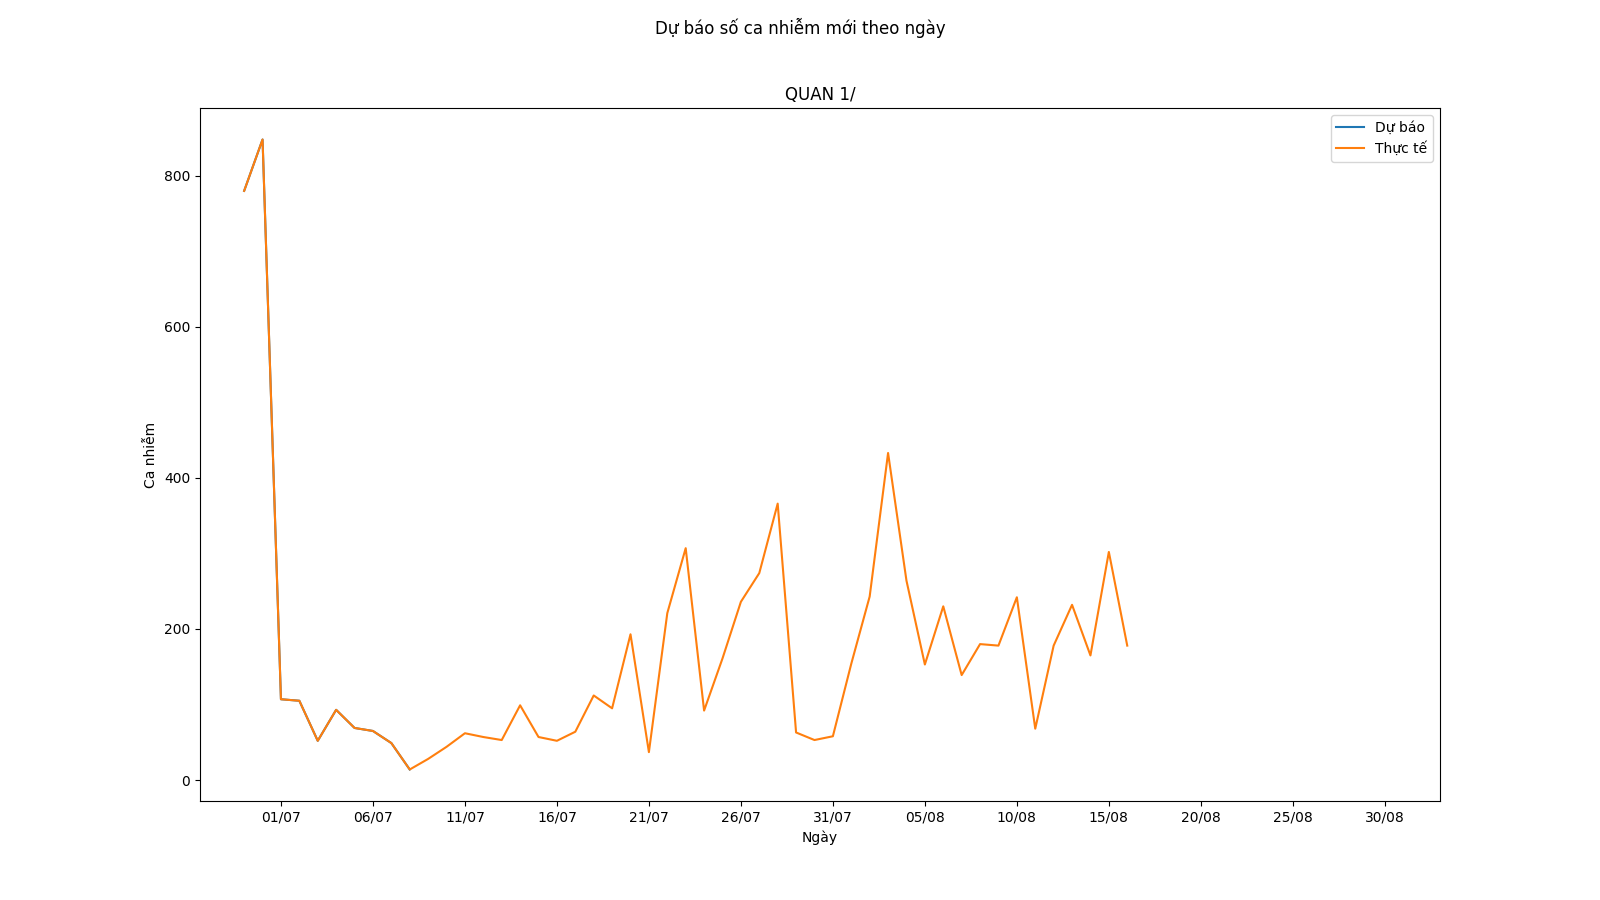 Dự báo số ca nhiễm mới theo ngày
QUAN 1/
Dự báo
Thực tế
Ca nhiễm
800
600
400
200
0
01/07 06/07 11/07 16/07 21/07 26/07 31/07 05/08 10/08 15/08 20/08 25/08 30/08
Ngày